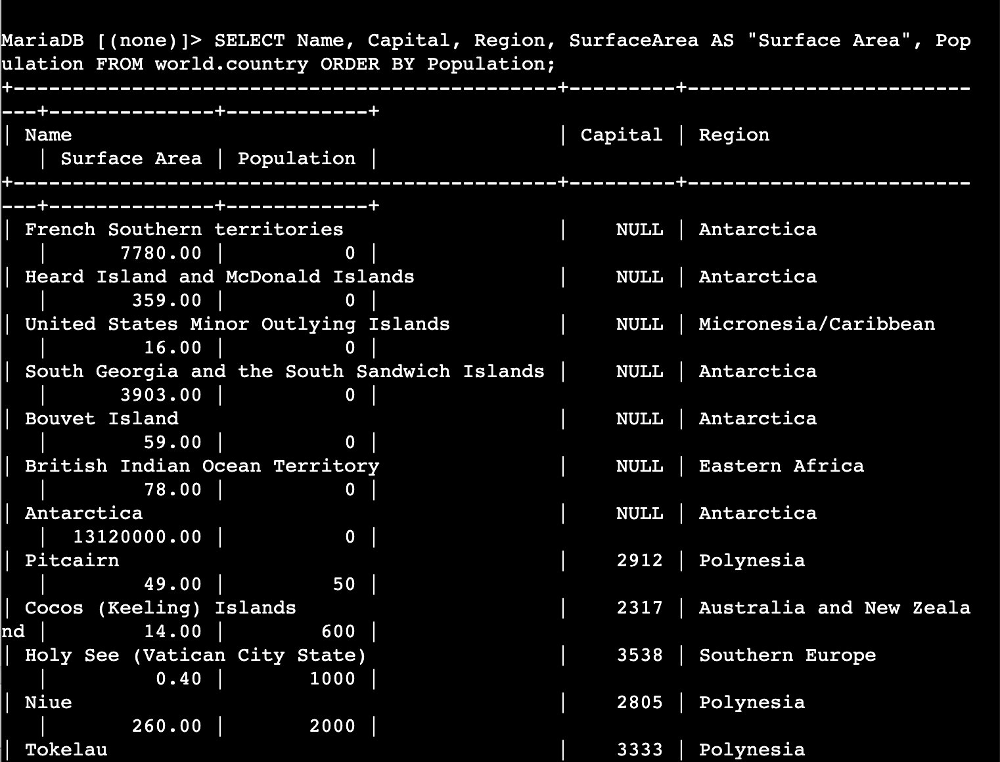 MariaDB [(none)]> SELECT Name, Capital, Region, SurfaceArea AS "Surface Area", Pop
ulation FROM world.country ORDER BY Population;
+----------------------------------------------+---------+------------------------
---+--------------+------------+
| Name                                         | Capital | Region
   | Surface Area | Population |
+----------------------------------------------+---------+------------------------
---+--------------+------------+
| French Southern territories                  |    NULL | Antarctica
   |      7780.00 |          0 |
| Heard Island and McDonald Islands            |    NULL | Antarctica
   |       359.00 |          0 |
| United States Minor Outlying Islands         |    NULL | Micronesia/Caribbean
   |        16.00 |          0 |
| South Georgia and the South Sandwich Islands |    NULL | Antarctica
   |      3903.00 |          0 |
| Bouvet Island                                |    NULL | Antarctica
   |        59.00 |          0 |
| British Indian Ocean Territory               |    NULL | Eastern Africa
   |        78.00 |          0 |
| Antarctica                                   |    NULL | Antarctica
   |  13120000.00 |          0 |
| Pitcairn                                     |    2912 | Polynesia
   |        49.00 |         50 |
| Cocos (Keeling) Islands                      |    2317 | Australia and New Zeala
nd |        14.00 |        600 |
| Holy See (Vatican City State)                |    3538 | Southern Europe
   |         0.40 |       1000 |
| Niue                                         |    2805 | Polynesia
   |       260.00 |       2000 |
| Tokelau                                      |    3333 | Polynesia